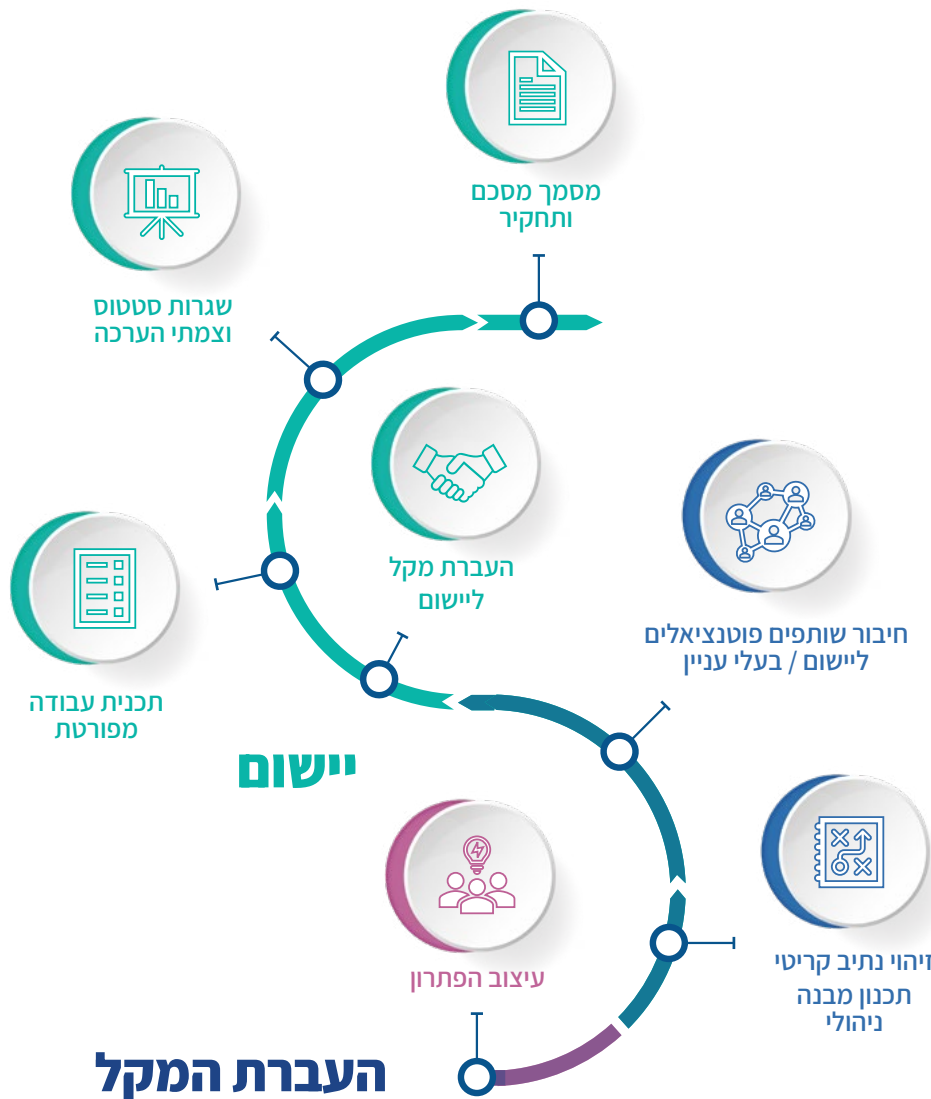 מסמך מסכם
ותחקיר
שגרות סטטוס
וצמתי הערכה
העברת מקל
ליישום
חיבור שותפים פוטנציאלים
ליישום / בעלי עניין
תכנית עבודה
מפורטת
יישום
זיהוי נתיב קריטי
תכנון מבנה
ניהולי
עיצוב הפתרון
העברת המקל